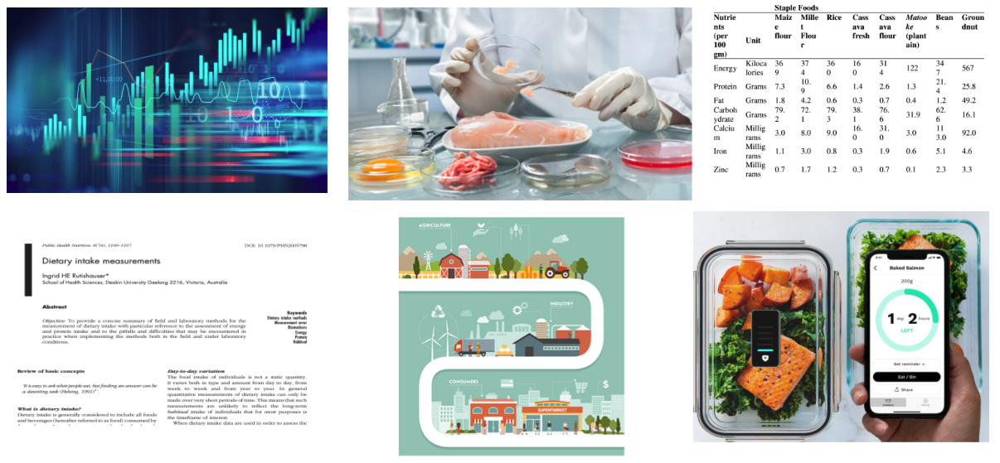 +11,00.00
10 1
1 0
Staple Foods
Nutrients (per 100 gm) Unit Maize flour Millet Flour Rice Cassava fresh Cassava flour Matooke (plantain) Beans Groundnut
Energy Kilocalories 369 374 360 160 314 122 347 567
Protein Grams 7.3 10.9 6.6 1.4 2.6 1.3 21.4 25.8
Fat Grams 1.8 4.2 0.6 0.3 0.7 0.4 1.2 49.2
Carbohydrate Grams 79.2 72.1 79.3 38.1 76.6 31.9 62.6 16.1
Calcium Milligrams 3.0 8.0 9.0 16.0 31.0 3.0 113.0 92.0
Iron Milligrams 1.1 3.0 0.8 0.3 1.9 0.6 5.1 4.6
Zinc Milligrams 0.7 1.7 1.2 0.3 0.7 0.1 2.3 3.3
Public Health Nutrition: 8(7A), 1100–1107 DOI: 10.1079/PHN2005798
Dietary intake measurements
Ingrid HE Rutishauser*
School of Health Sciences, Deakin University Geelong 3216, Victoria, Australia
Abstract
Objective: To provide a concise summary of field and laboratory methods for the
measurement of dietary intake with particular reference to the assessment of energy
and protein intake and to the pitfalls and difficulties that may be encountered in
practice when implementing the methods both in the field and under laboratory
conditions.
Keywords
Dietary intake methods
Measurement error
Biomarkers
Energy
Protein
Habitual
Review of basic concepts
It is easy to ask what people eat, but finding an answer can be
a daunting task (Helsing, 1991)¹.
What is dietary intake?
Dietary intake is generally considered to include all foods
and beverages (hereafter referred to as food) consumed by
Day-to-day variation
The food intake of individuals is not a static quantity.
It varies both in type and amount from day to day, from
week to week and from year to year. In general
quantitative measurements of dietary intake can only be
made over very short periods of time. This means that such
measurements are unlikely to reflect the long-term
habitual intake of individuals that for most purposes is
the timeframe of interest.
When dietary intake data are used in order to assess the
AGRICULTURE
INDUSTRY
CONSUMERS
$
SUPERMARKET
Baked Salmon
200g
1 day 2 hours
LEFT
Set reminder
Eat / Bin
Share